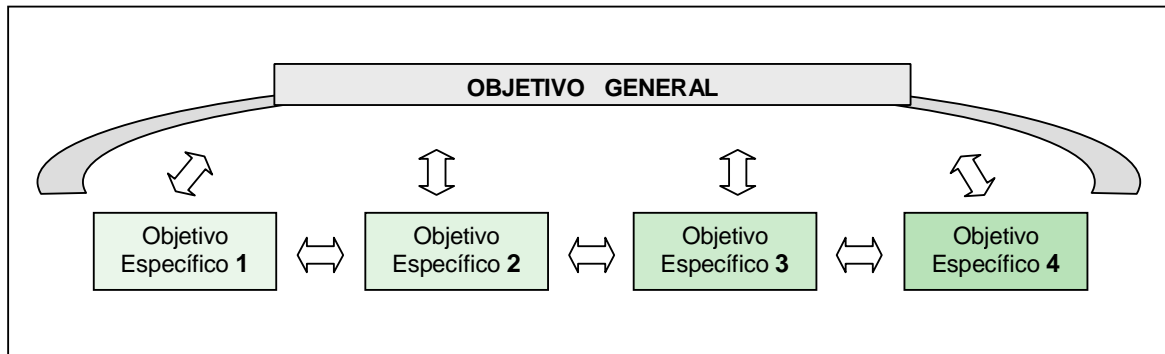 OBJETIVO GENERAL
Objetivo
Específico 1
Objetivo
Específico 2
Objetivo
Específico 3
Objetivo
Específico 4